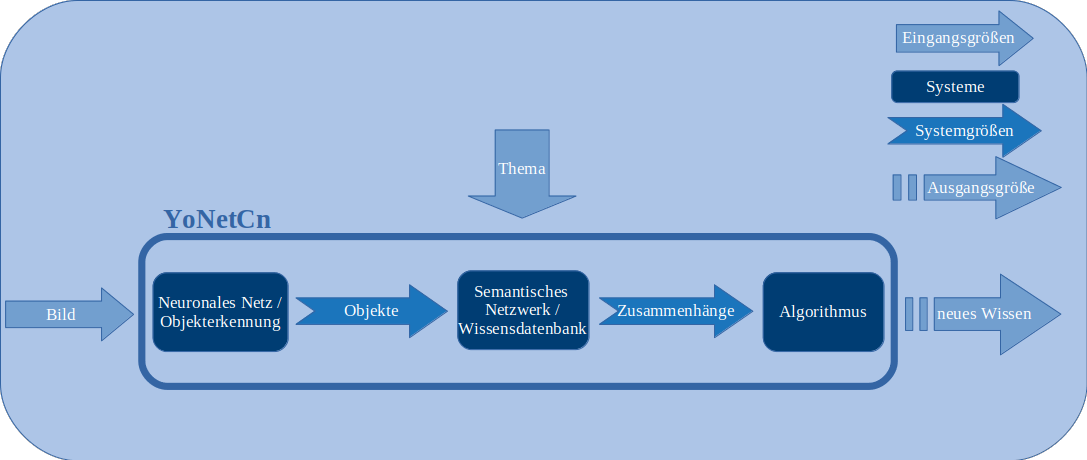 Eingangsgrößen
Systeme
Systemgrößen
Ausgangsgröße
Thema
YoNetCn
Bild
Neuronales Netz /
Objekterkennung
Objekte
Semantisches
Netzwerk /
Wissensdatenbank
Zusammenhänge
Algorithmus
neues Wissen